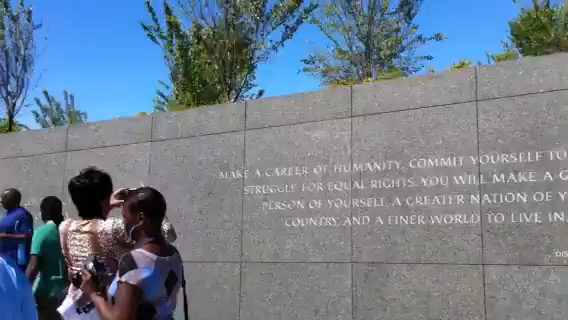 MAKE A CAREER OF HUMANITY, COMMIT YOURSELF TO
STRUGGLE FOR EQUAL RIGHTS. YOU WILL MAKE A G
PERSON OF YOURSELF, A GREATER NATION OF Y
COUNTRY, AND A FINER WORLD TO LIVE IN.
DIS